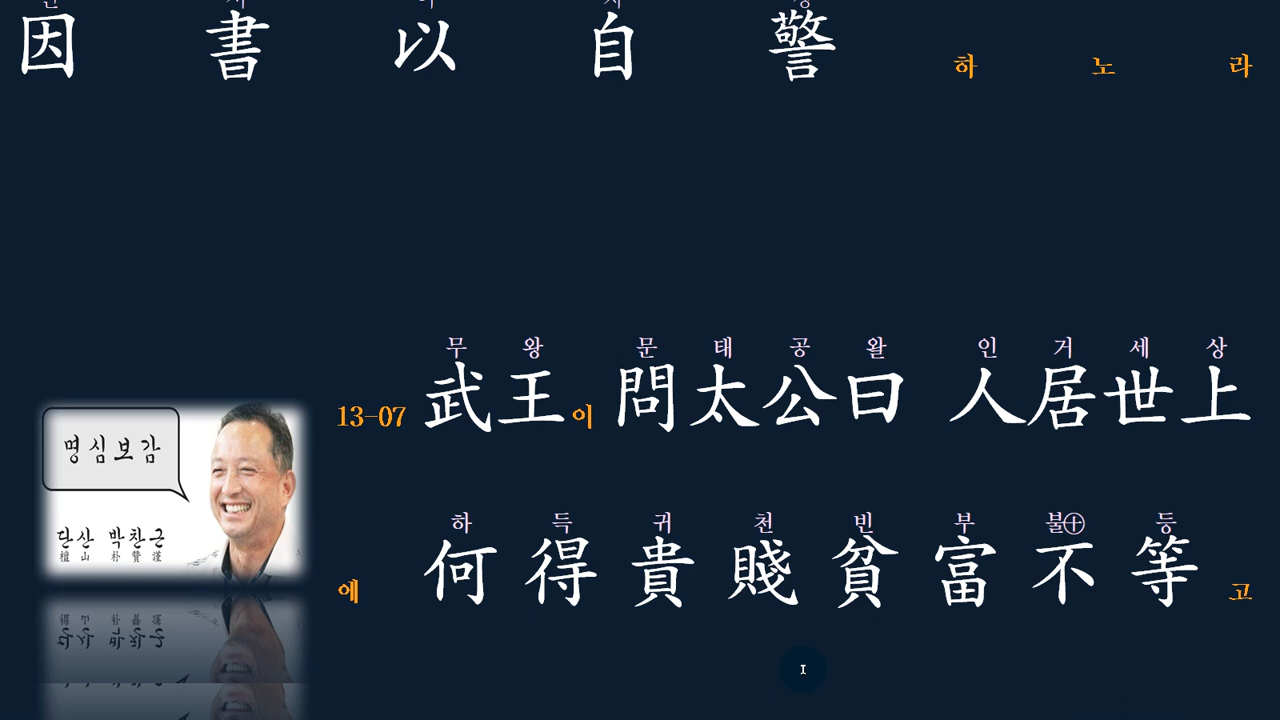 因書以自警하노라
무왕 문태공왈 인거세상
13-07 武王이 問太公曰 人居世上
하득귀천빈부불㊉등
에 何得貴賤貧富不等고
명심보감
단산 박찬근
檀山 朴贊謹